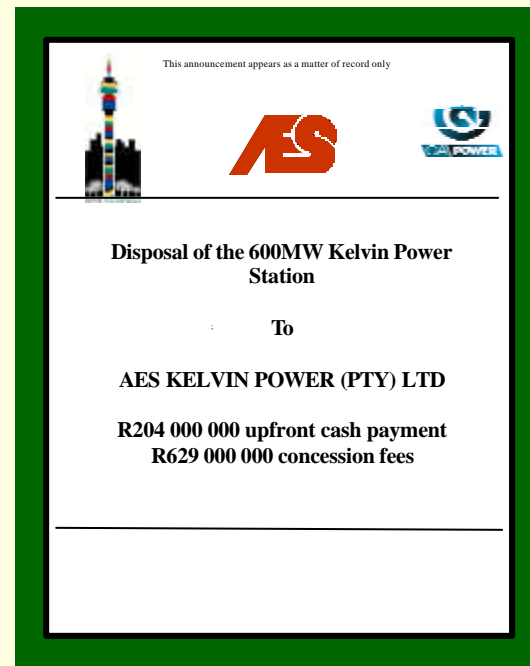 This announcement appears as a matter of record only
AES
POWER
Disposal of the 600MW Kelvin Power
Station
To
AES KELVIN POWER (PTY) LTD
R204 000 000 upfront cash payment
R629 000 000 concession fees